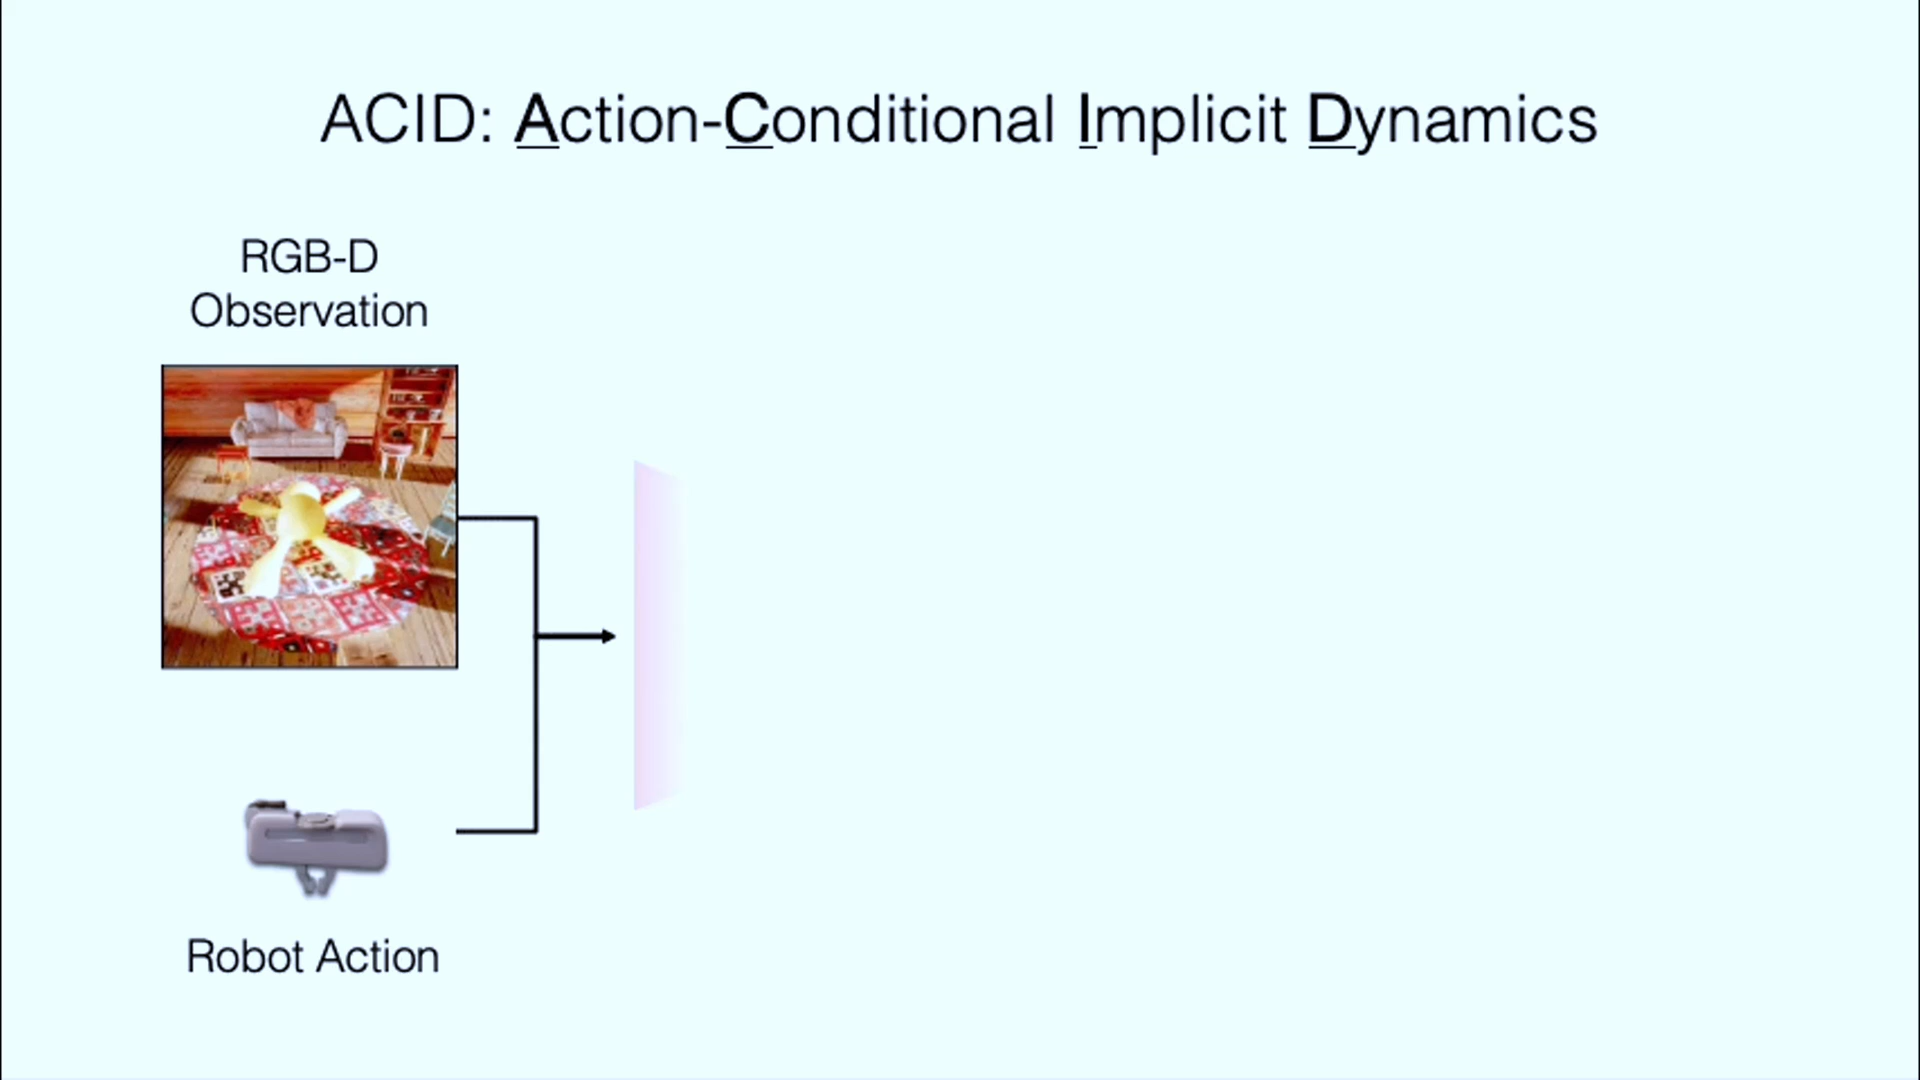 ACID: Action-Conditional Implicit Dynamics
RGB-D
Observation
Robot Action